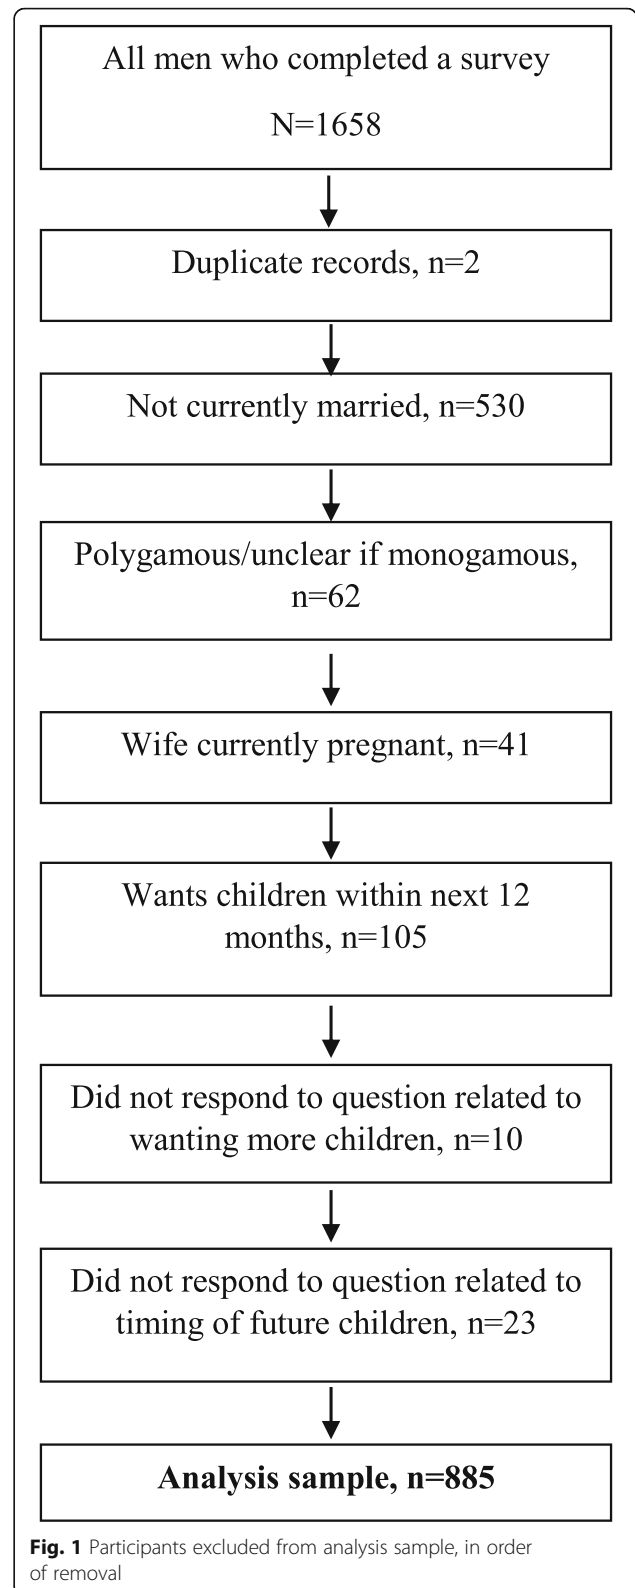 All men who completed a survey
N=1658
Duplicate records, n=2
Not currently married, n=530
Polygamous/unclear if monogamous,
n=62
Wife currently pregnant, n=41
Wants children within next 12
months, n=105
Did not respond to question related to
wanting more children, n=10
Did not respond to question related to
timing of future children, n=23
Analysis sample, n=885
Fig. 1 Participants excluded from analysis sample, in order
of removal